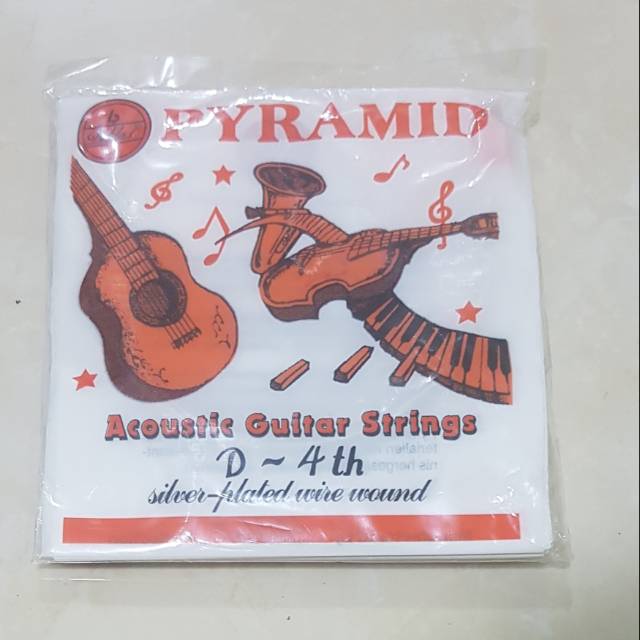 PYRAMID
Acoustic Guitar Strings
D ~ 4th
silver-plated wire wound